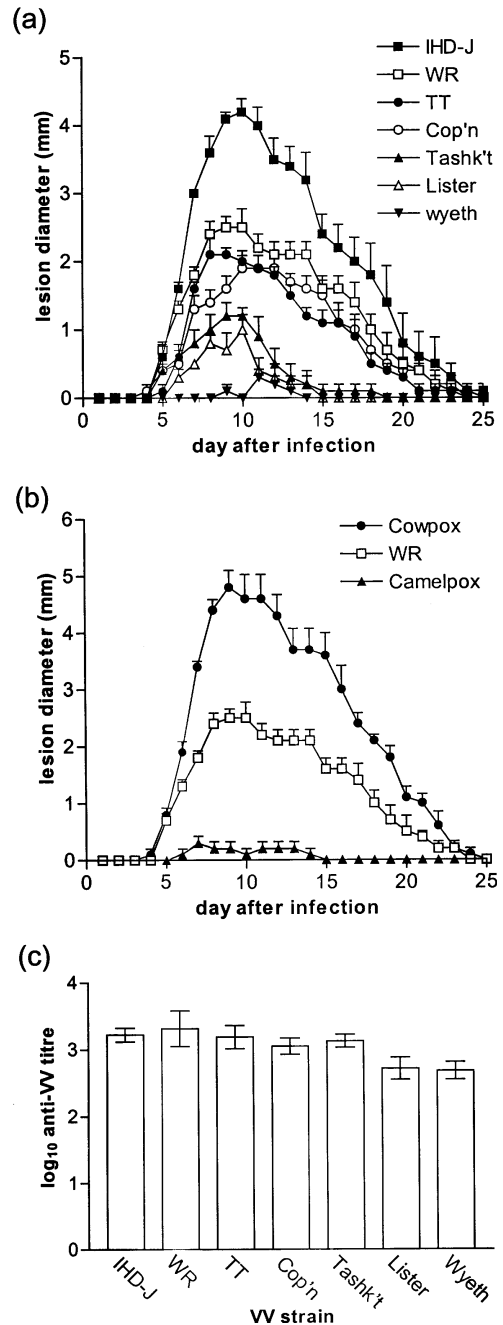 (a)
5
4
3
2
1
0
lesion diameter (mm)
IHD-J
WR
TT
Cop'n
Tashk't
Lister
wyeth
0 5 10 15 20 25
day after infection
(b)
6
5
4
3
2
1
0
lesion diameter (mm)
Cowpox
WR
Camelpox
0 5 10 15 20 25
day after infection
(c)
4
3
2
1
0
log10 anti-VV titre
IHD-J WR TT Cop'n Tashk't Lister Wyeth
VV strain